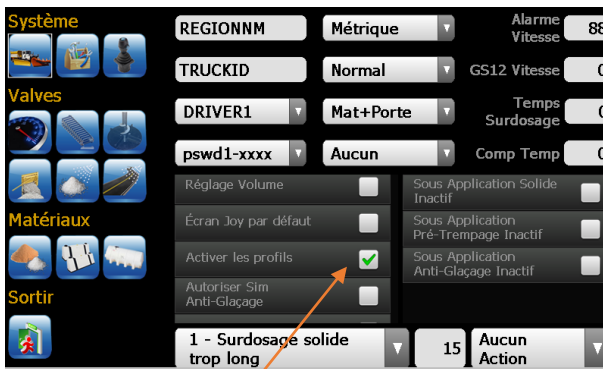 Système
REGIONNM
Métrique
Alarme
Vitesse
88
TRUCKID
Normal
GS12 Vitesse
Valves
DRIVER1
Mat+Porte
Temps
Surdosage
pswd1-xxxx
Aucun
Comp Temp
Réglage Volume
Sous Application Solide
Inactif
Matériaux
Écran Joy par défaut
Sous Application
Pré-Trempage Inactif
Activer les profils
Sous Application
Anti-Glaçage Inactif
Sortir
Autoriser Sim
Anti-Glaçage
1 - Surdosage solide
trop long
15
Aucun
Action